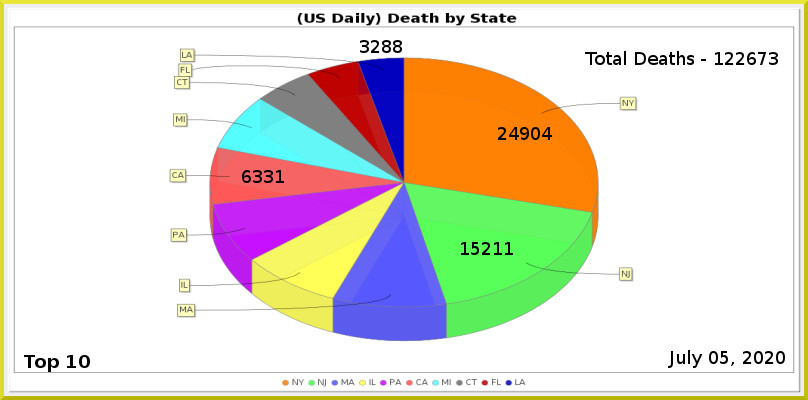 (US Daily) Death by State
LA
3288
Total Deaths - 122673
FL
CT
NY
MI
24904
CA
6331
PA
15211
NJ
IL
MA
Top 10
July 05, 2020
NY NJ MA IL PA CA MI CT FL LA